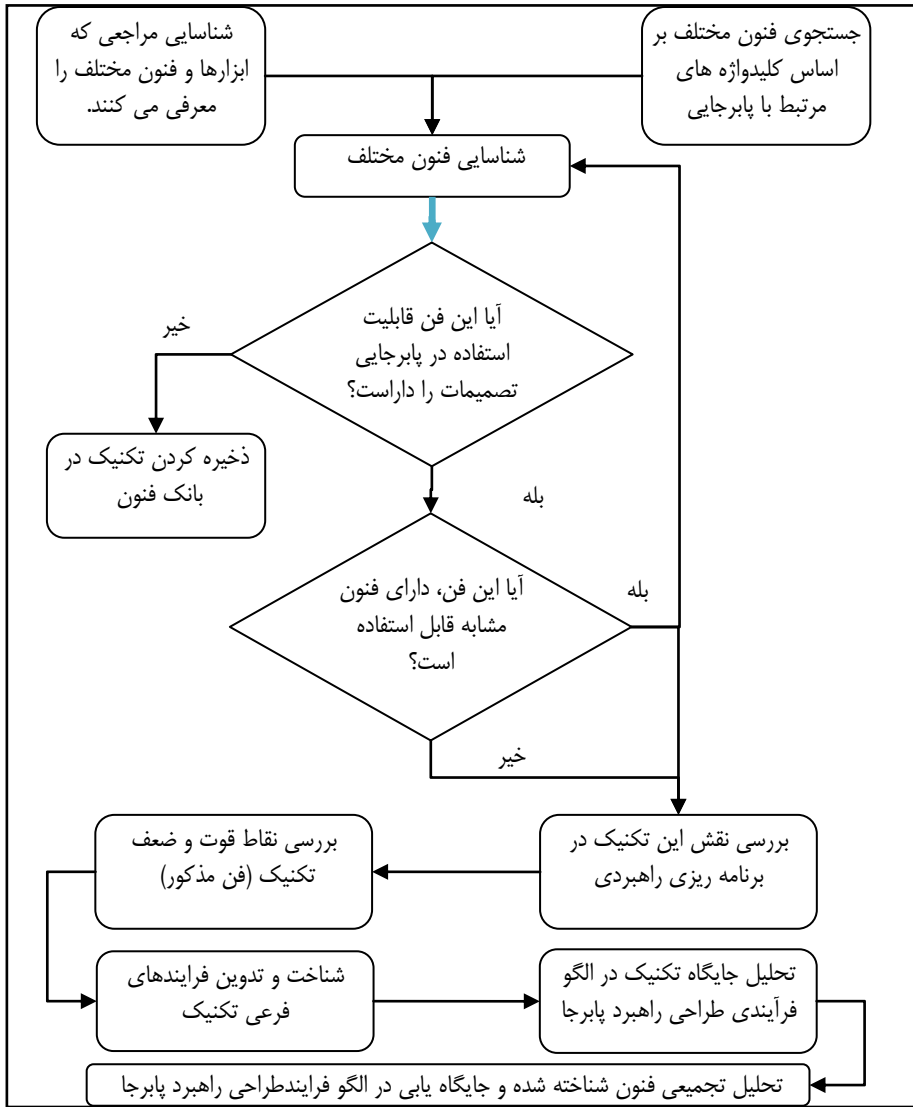 جستجوی فنون مختلف بر
اساس کلیدواژه های
مرتبط با پابرجایی
شناسایی مراجعی که
ابزارها و فنون مختلف را
معرفی می کنند.
شناسایی فنون مختلف
آیا این فن قابلیت
استفاده در پابرجایی
تصمیمات را داراست؟
خیر
ذخیره کردن تکنیک در
بانک فنون
بله
آیا این فن، دارای فنون
مشابه قابل استفاده
است؟
بله
خیر
بررسی نقش این تکنیک در
برنامه ریزی راهبردی
بررسی نقاط قوت و ضعف
تکنیک (فن مذکور)
شناخت و تدوین فرایندهای
فرعی تکنیک
تحلیل جایگاه تکنیک در الگو
فرآیندی طراحی راهبرد پابرجا
تحلیل تجمیعی فنون شناخته شده و جایگاه یابی در الگو فرایندطراحی راهبرد پابرجا